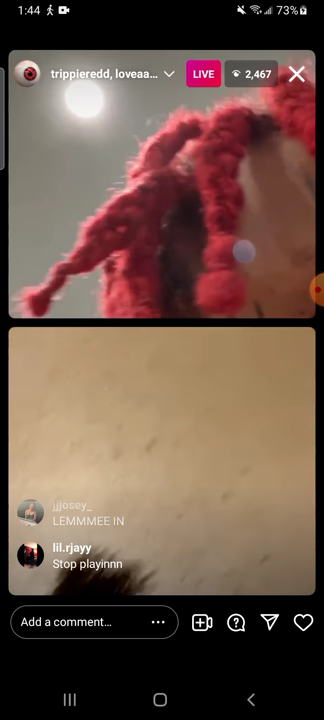 1:44
73%
trippieredd, loveaa...
LIVE
2,467
jjjosey_
LEMMMEE IN
lil.rjayy
Stop playinnn
Add a comment...